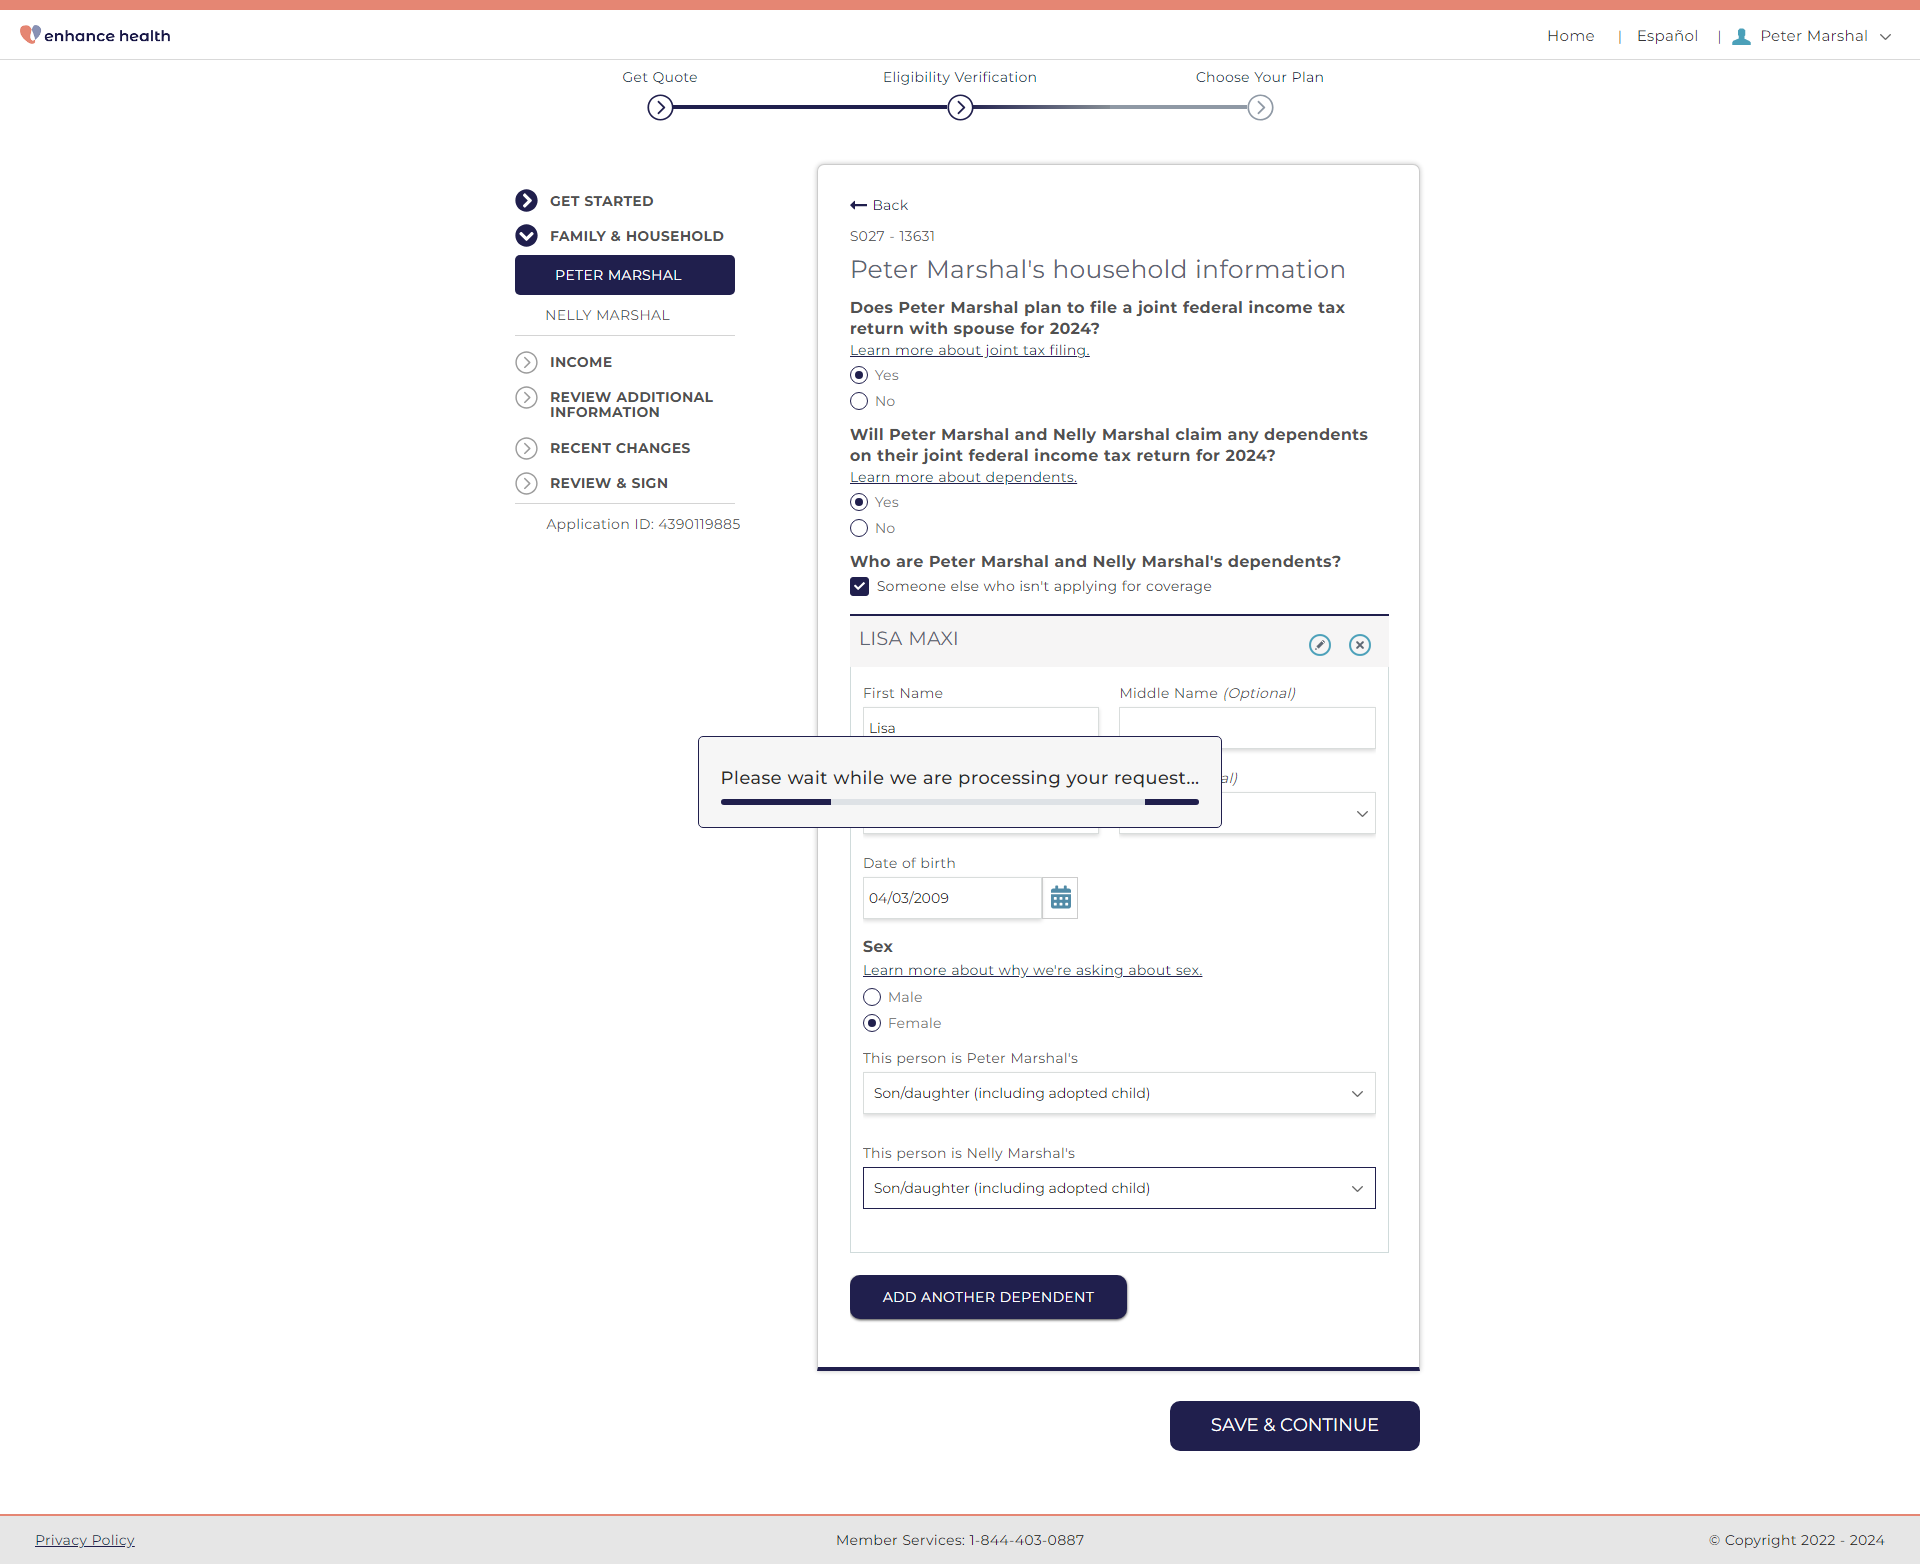 enhance health
Home | Español | Peter Marshal
Get Quote
Eligibility Verification
Choose Your Plan
GET STARTED
FAMILY & HOUSEHOLD
PETER MARSHAL
NELLY MARSHAL
INCOME
REVIEW ADDITIONAL
INFORMATION
RECENT CHANGES
REVIEW & SIGN
Application ID: 4390119885
Back
S027 - 13631
Peter Marshal's household information
Does Peter Marshal plan to file a joint federal income tax
return with spouse for 2024?
Learn more about joint tax filing.
Yes
No
Will Peter Marshal and Nelly Marshal claim any dependents
on their joint federal income tax return for 2024?
Learn more about dependents.
Yes
No
Who are Peter Marshal and Nelly Marshal's dependents?
Someone else who isn't applying for coverage
LISA MAXI
First Name
Middle Name (Optional)
Lisa
Please wait while we are processing your request...
al)
Date of birth
04/03/2009
Sex
Learn more about why we're asking about sex.
Male
Female
This person is Peter Marshal's
Son/daughter (including adopted child)
This person is Nelly Marshal's
Son/daughter (including adopted child)
ADD ANOTHER DEPENDENT
SAVE & CONTINUE
Privacy Policy
Member Services: 1-844-403-0887
© Copyright 2022 - 2024